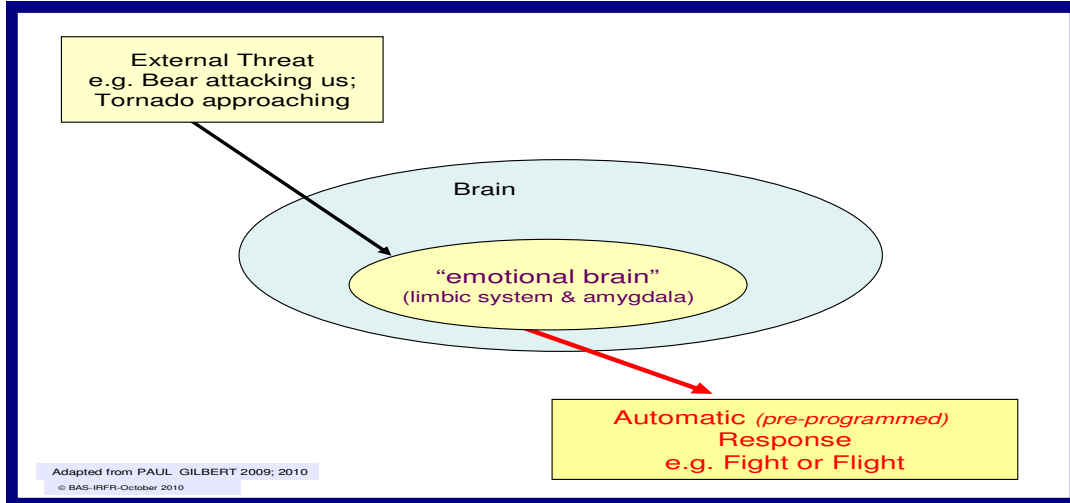 External Threat
e.g. Bear attacking us;
Tornado approaching
Brain
“emotional brain”
(limbic system & amygdala)
Automatic (pre-programmed)
Response
e.g. Fight or Flight
Adapted from PAUL GILBERT 2009; 2010
© BAS-IRFR-October 2010